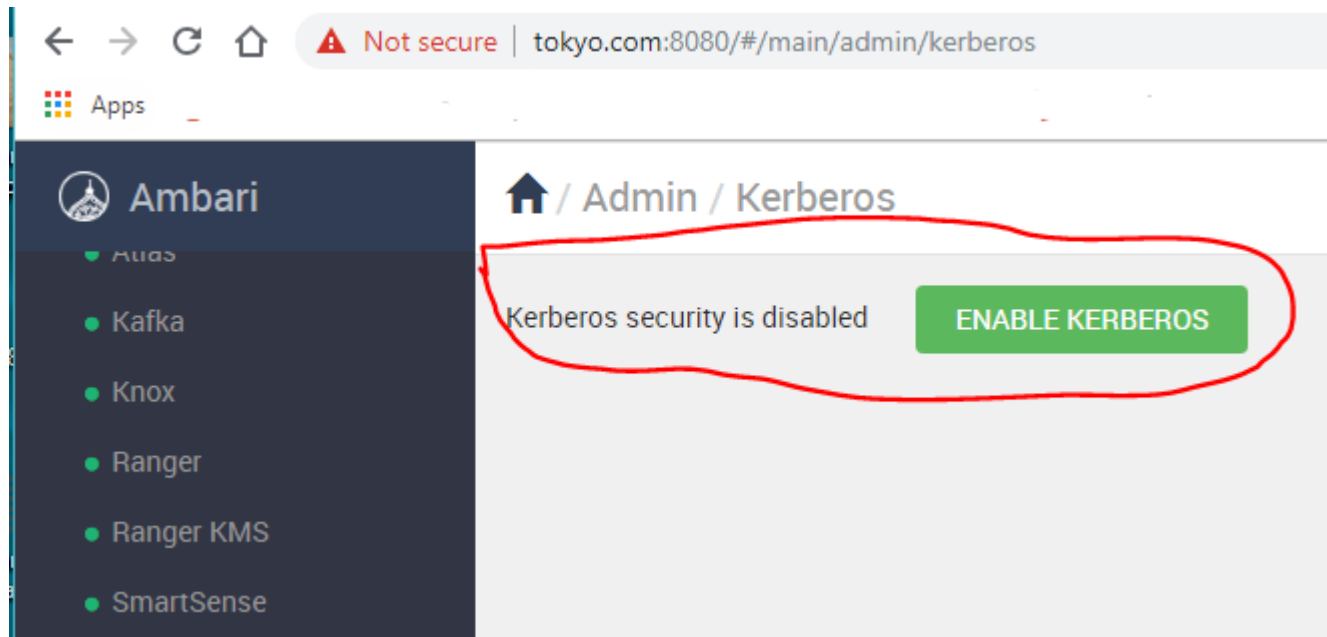 Not secure | tokyo.com:8080/#/main/admin/kerberos
Apps
Ambari
/ Admin / Kerberos
Atlas
Kerberos security is disabled ENABLE KERBEROS
Kafka
Knox
Ranger
Ranger KMS
SmartSense